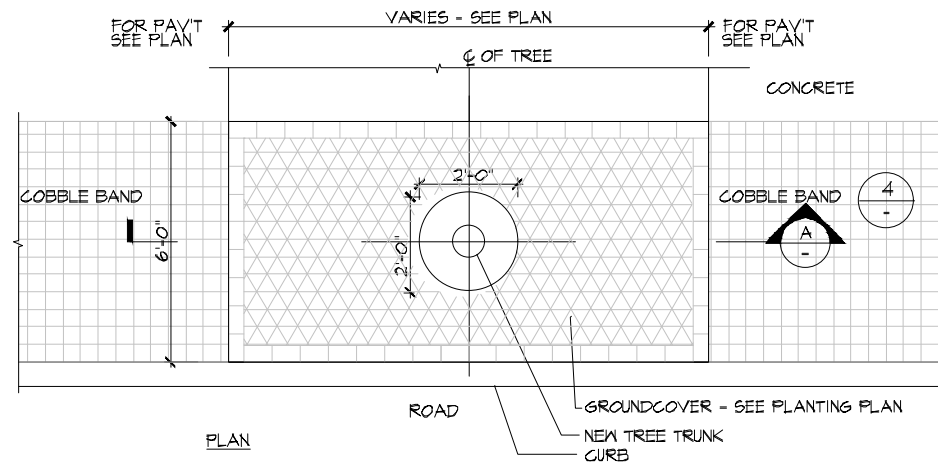 VARIES - SEE PLAN
FOR PAV'T
SEE PLAN
FOR PAV'T
SEE PLAN
℄ OF TREE
CONCRETE
COBBLE BAND
6'-0"
2'-0"
2'-0"
COBBLE BAND
4
-
A
-
ROAD
GROUNDCOVER - SEE PLANTING PLAN
NEW TREE TRUNK
CURB
PLAN